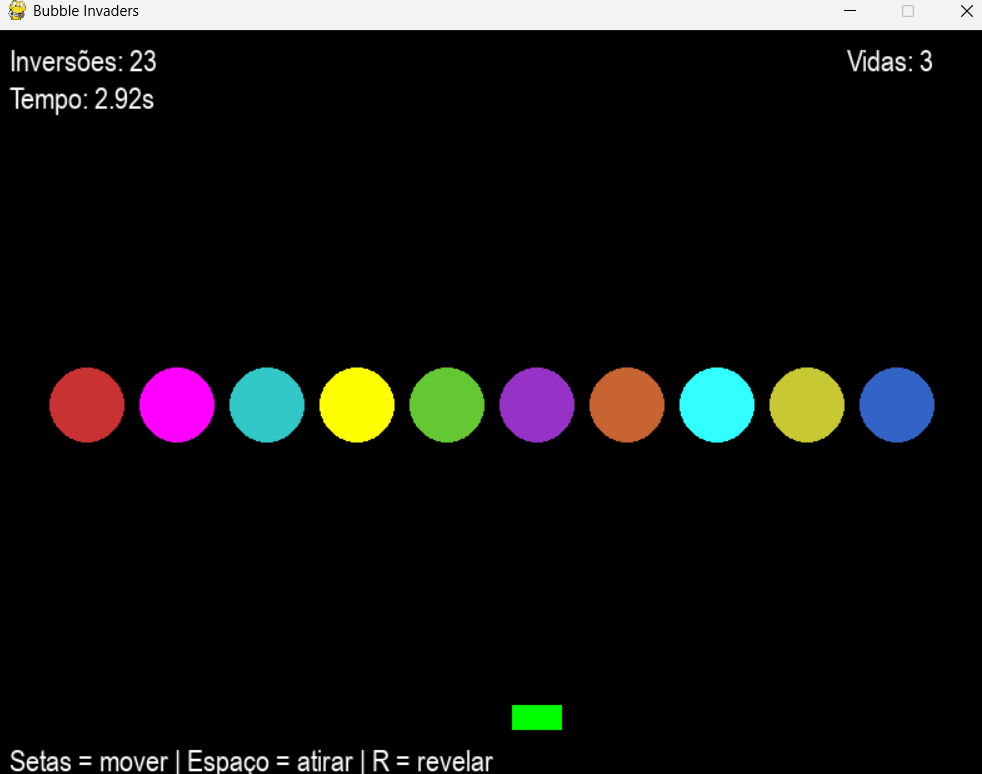 Bubble Invaders
Inversões: 23
Vidas: 3
Tempo: 2.92s
Setas = mover | Espaço = atirar | R = revelar